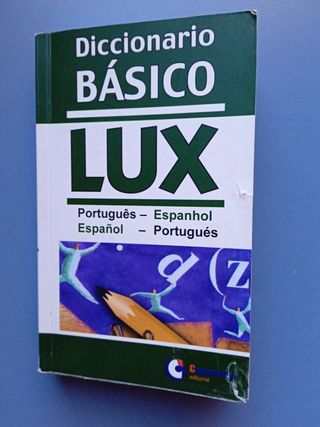 Diccionario
BÁSICO
LUX
Português – Espanhol
Español – Portugués
d (z
editorial